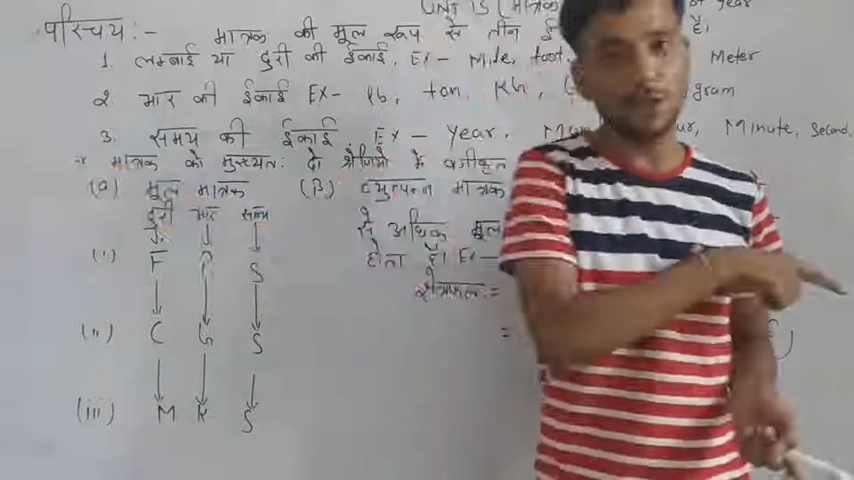 UNIT'S (मात्रक
परिचय :-
मात्रक की मूल रूप से तीन है।
1. लम्बाई या दुरी की ईकाई, Ex- Mile, foot. Meter
2. भार की ईकाई Ex- lb, ton, Kg,
3. समय की ईकाई Ex- Year. Minute, Second,
→ मात्रक को मुख्यतः दो श्रेणियो में वर्गीकृत
(a) मूल मात्रक (B) व्युत्पन्न मात्रक
दुरी भार समय
से अधिक मूल
(i) F P S
होता है। Ex-
क्षेत्रफल :- =
(ii) C G S
=
(iii) M K S